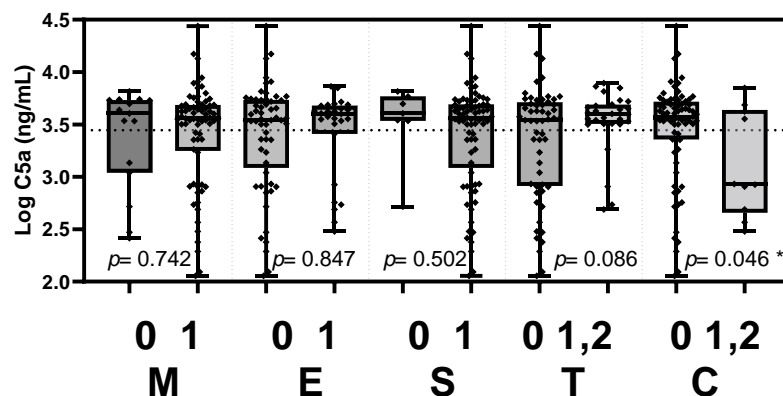 Log C5a (ng/mL)
4.5
4.0
3.5
3.0
2.5
2.0
p= 0.742
p= 0.847
p= 0.502
p= 0.086
p= 0.046 *
0 1 0 1 0 1 0 1,2 0 1,2
M E S T C